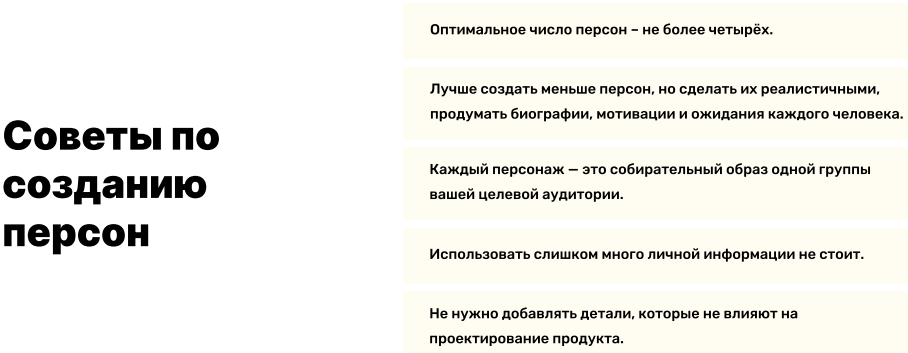 Советы по
созданию
персон
Оптимальное число персон – не более четырёх.
Лучше создать меньше персон, но сделать их реалистичными,
продумать биографии, мотивации и ожидания каждого человека.
Каждый персонаж — это собирательный образ одной группы
вашей целевой аудитории.
Использовать слишком много личной информации не стоит.
Не нужно добавлять детали, которые не влияют на
проектирование продукта.